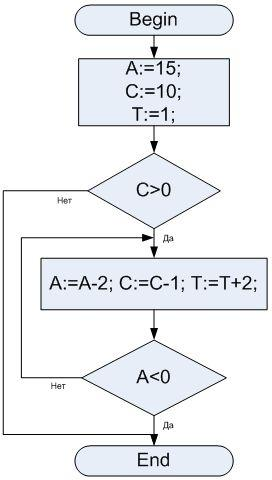 Begin
A:=15;
C:=10;
T:=1;
C>0
Нет
Да
A:=A-2; C:=C-1; T:=T+2;
A<0
Нет
Да
End